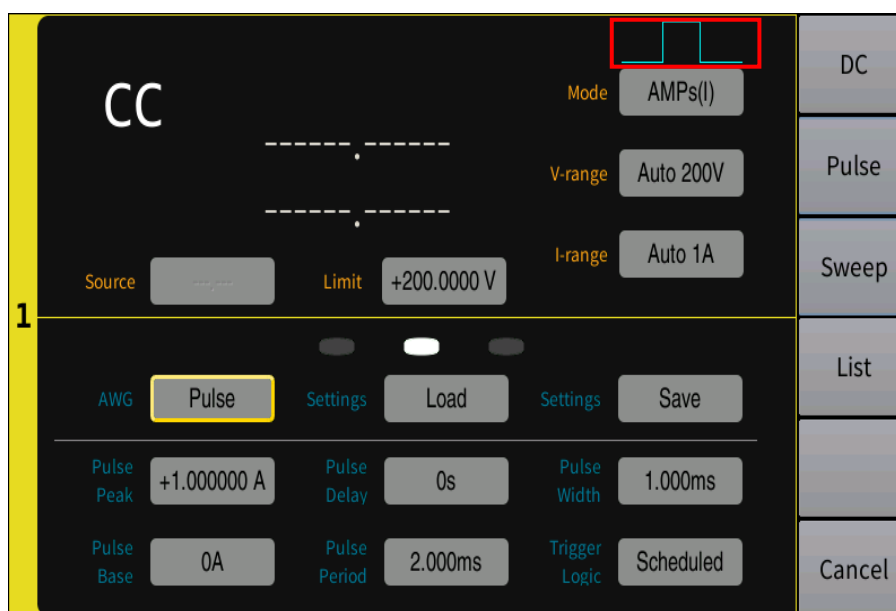 CC
Mode AMPs(I)
------.------
V-range Auto 200V
------.------
I-range Auto 1A
Source ---.--- Limit +200.0000 V
1
AWG Pulse Settings Load Settings Save
Pulse Peak +1.000000 A Pulse Delay 0s Pulse Width 1.000ms
Pulse Base 0A Pulse Period 2.000ms Trigger Logic Scheduled
DC
Pulse
Sweep
List
Cancel